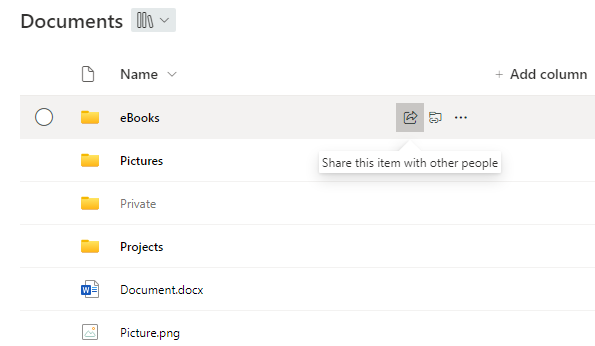 Documents
Name
+ Add column
eBooks
Share this item with other people
Pictures
Private
Projects
Document.docx
Picture.png